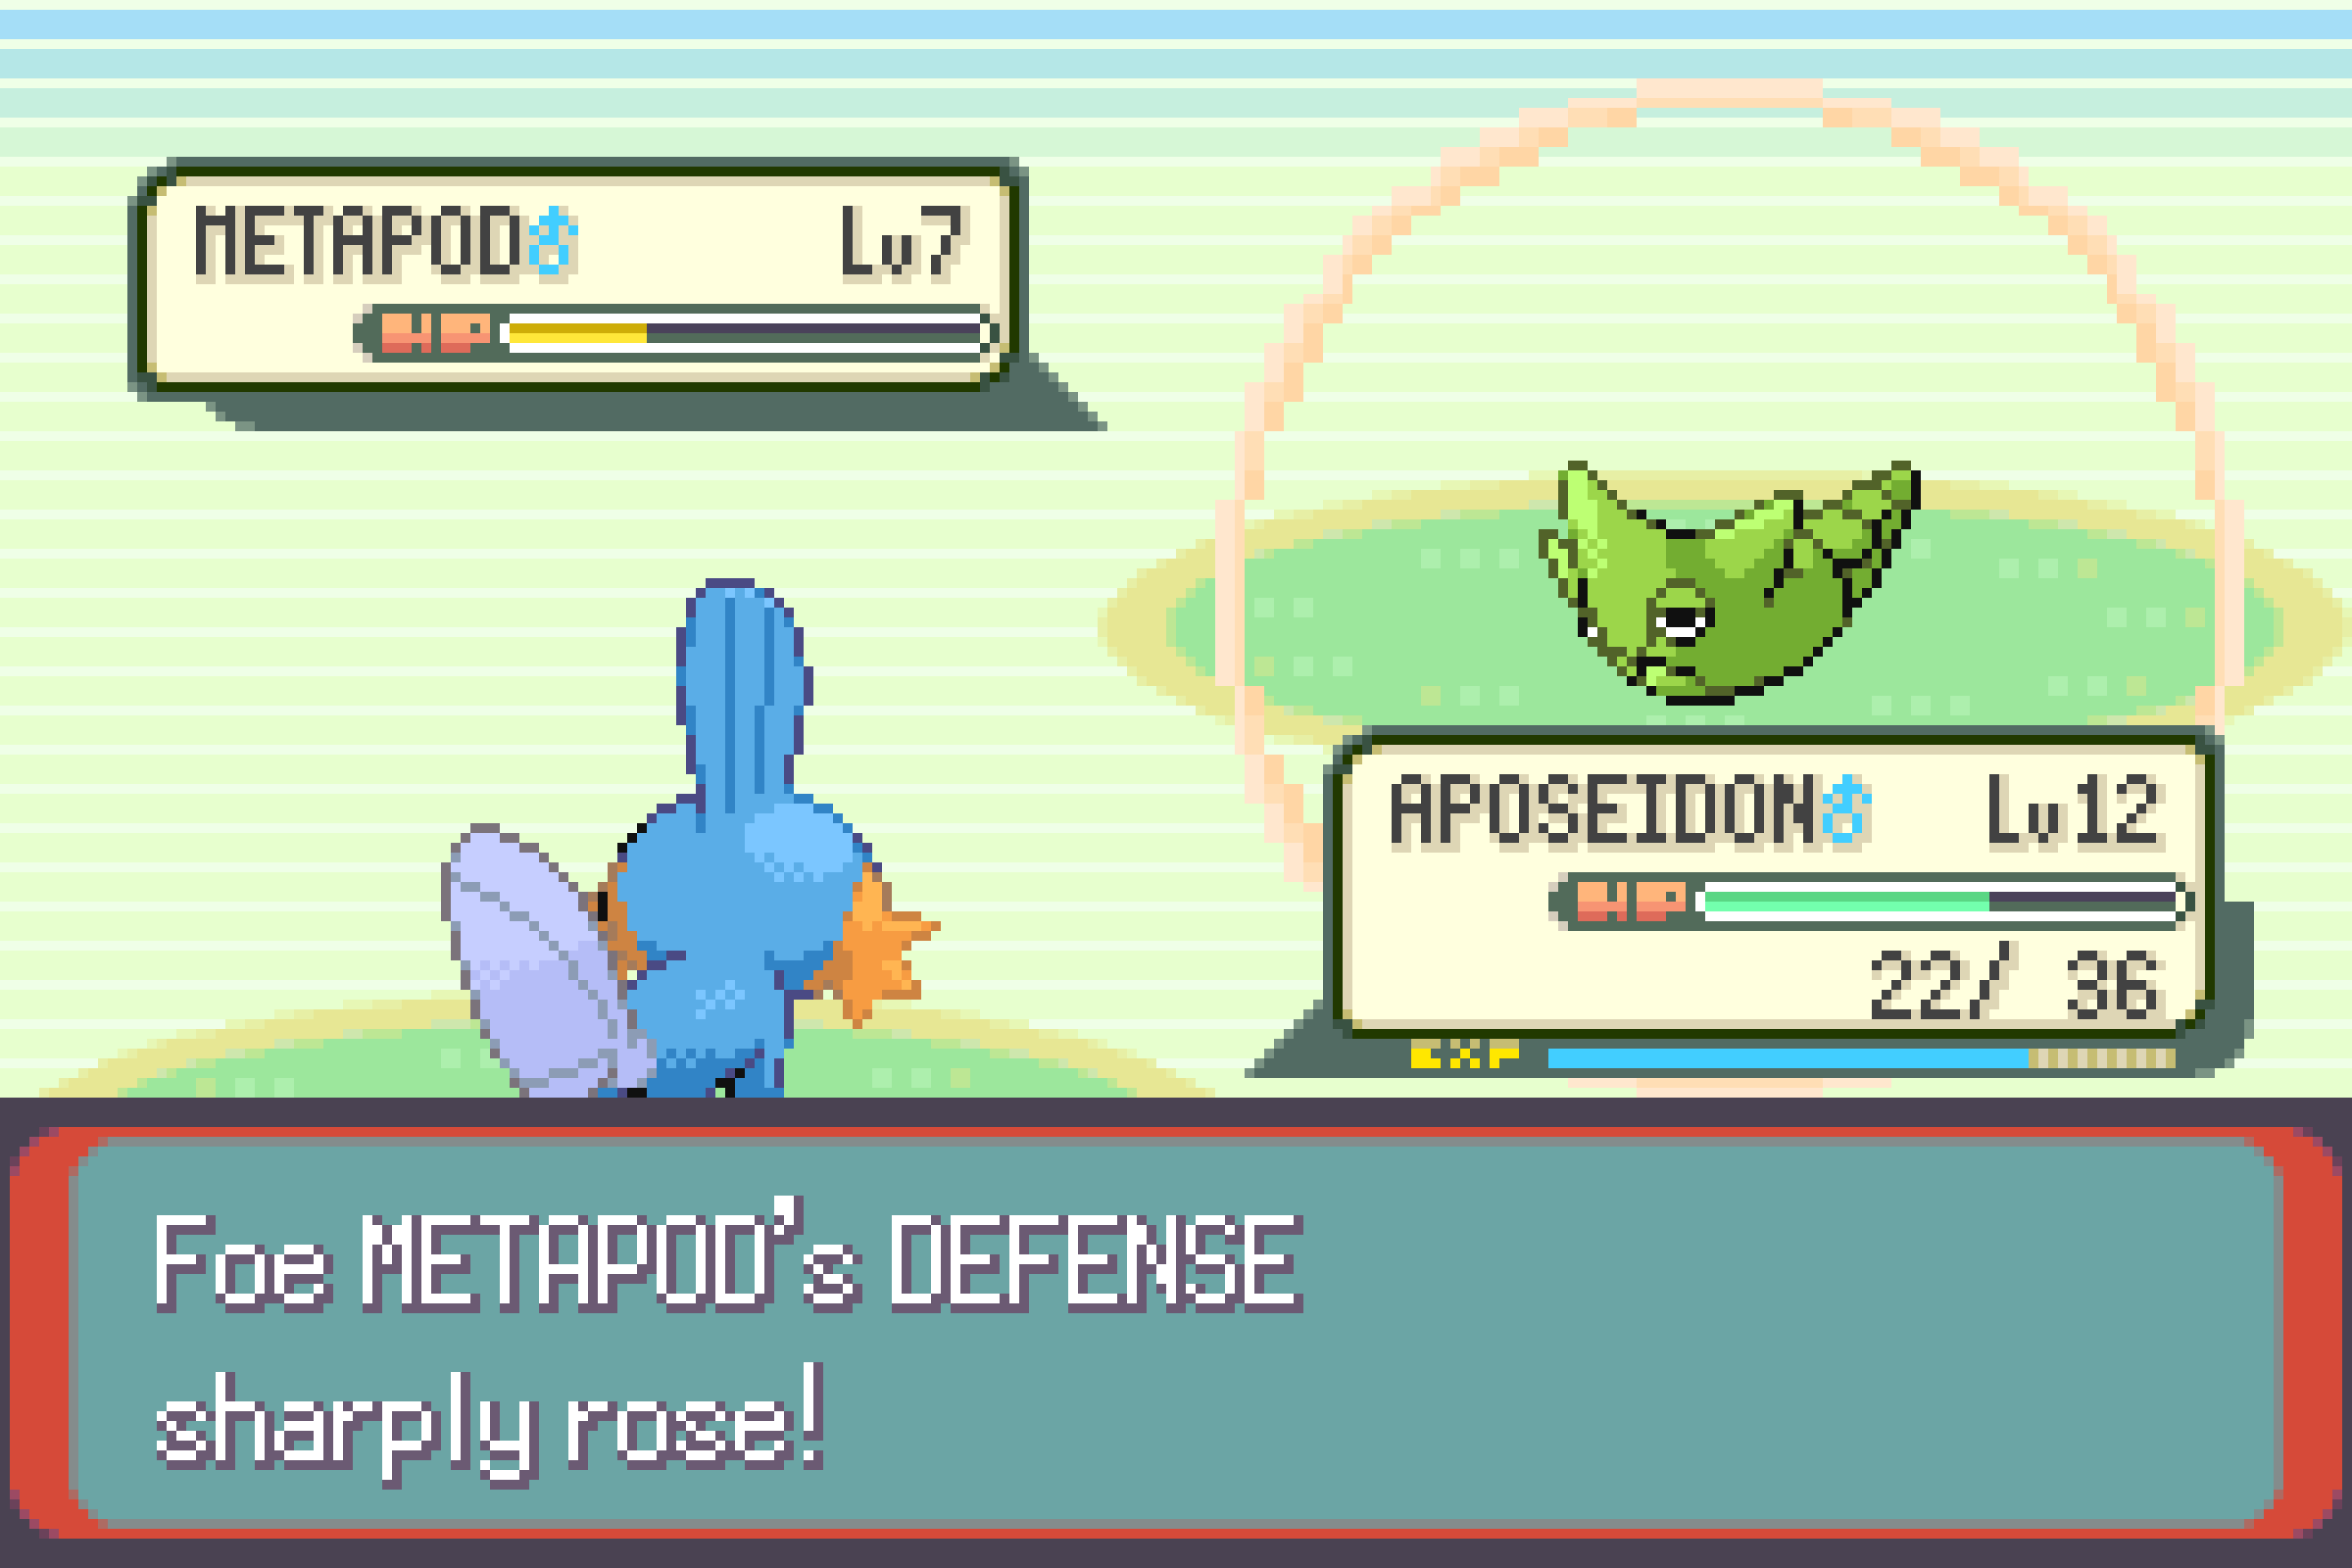 METAPOD♂ Lv7
HP
APOSEIDON♂ Lv12
HP
22/ 36
EXP
Foe METAPOD's DEFENSE
sharply rose!